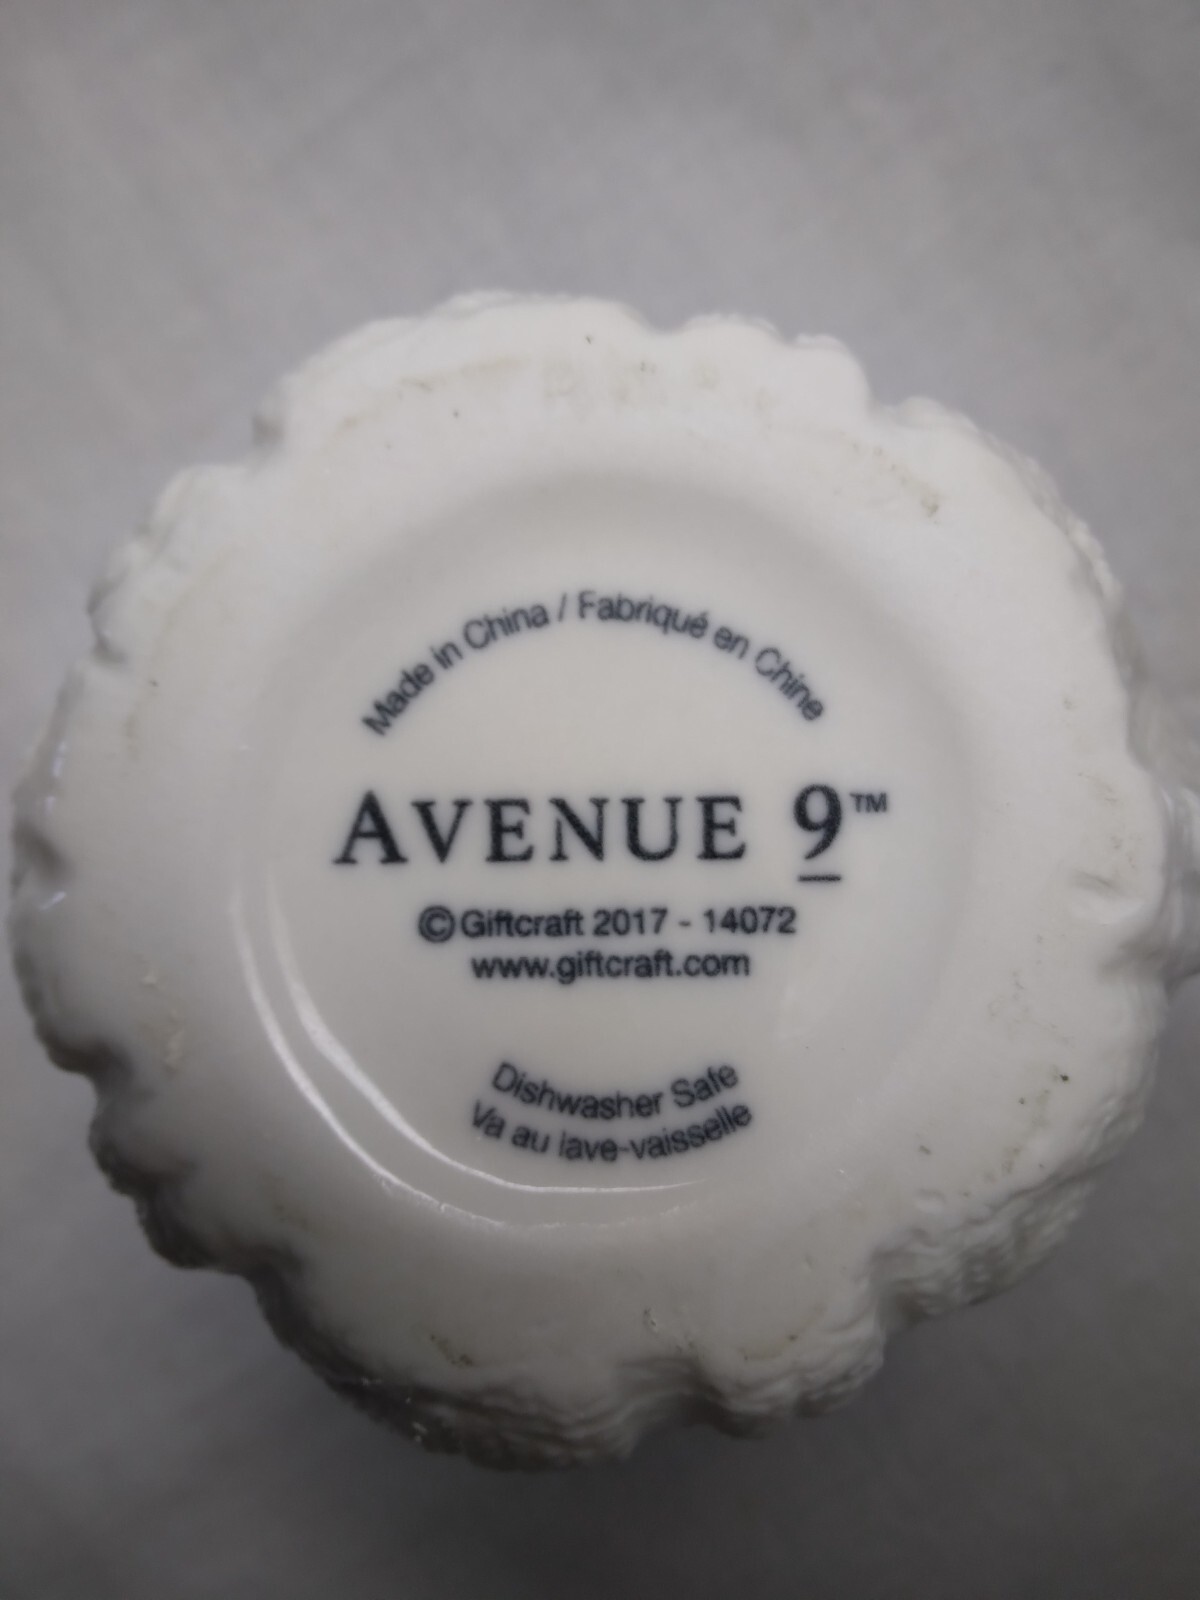 Made in China / Fabriqué en Chine
AVENUE 9™
©Giftcraft 2017 - 14072
www.giftcraft.com
Dishwasher Safe
Va au lave-vaisselle